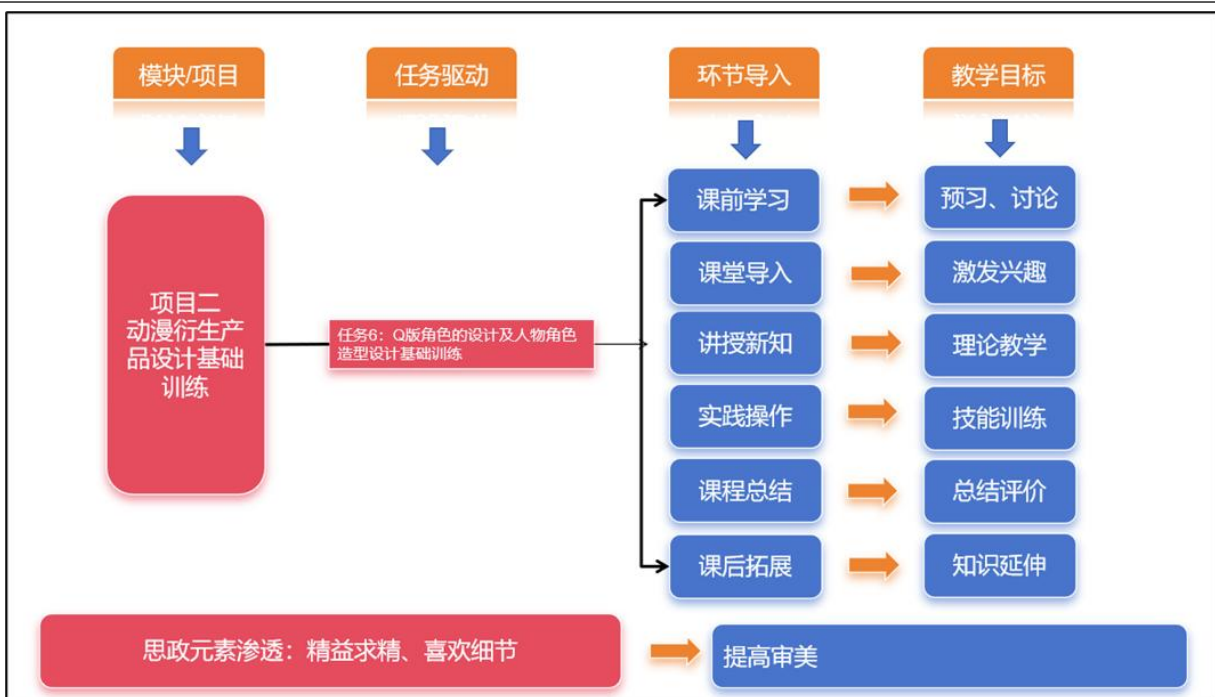 模块/项目
任务驱动
环节导入
教学目标
项目二
动漫衍生产
品设计基础
训练
任务6：Q版角色的设计及人物角色
造型设计基础训练
课前学习
预习、讨论
课堂导入
激发兴趣
讲授新知
理论教学
实践操作
技能训练
课程总结
总结评价
课后拓展
知识延伸
思政元素渗透：精益求精、喜欢细节
提高审美